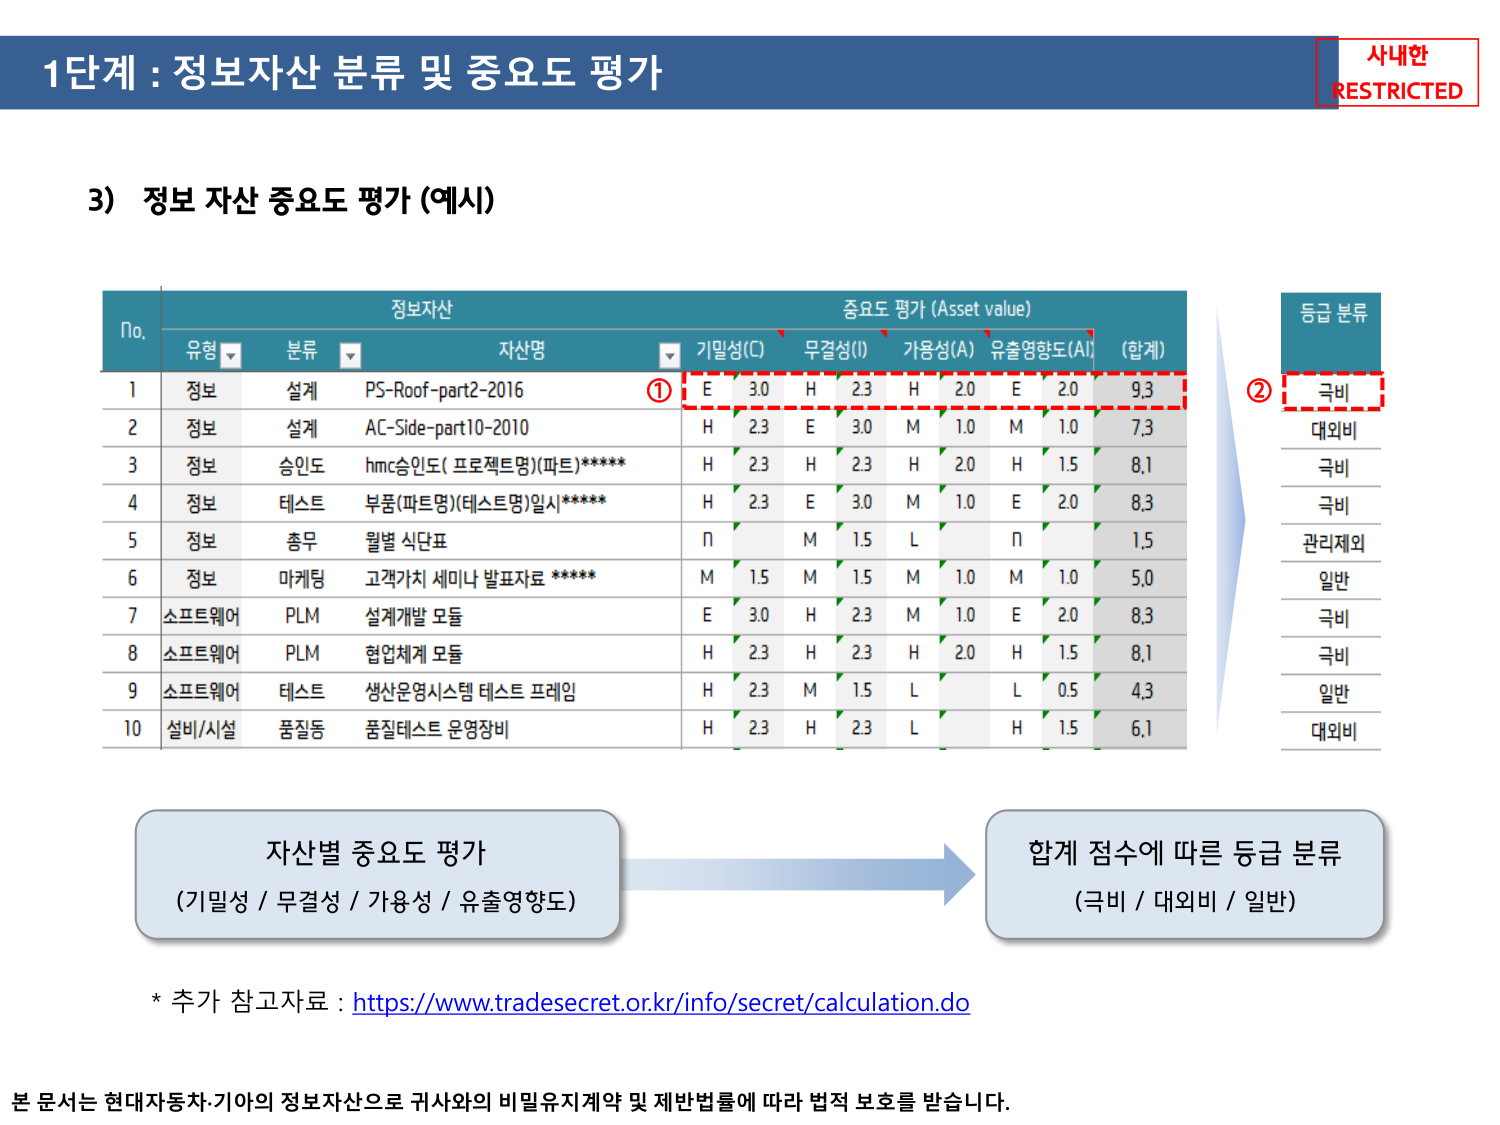 1단계 : 정보자산 분류 및 중요도 평가
사내한
RESTRICTED
3) 정보 자산 중요도 평가 (예시)
No. 정보자산 중요도 평가 (Asset value) 등급 분류
유형 분류 자산명 기밀성(C) 무결성(I) 가용성(A) 유출영향도(AI) (합계)
1 정보 설계 PS-Roof-part2-2016 ① E 3.0 H 2.3 H 2.0 E 2.0 9.3 ② 극비
2 정보 설계 AC-Side-part10-2010 H 2.3 E 3.0 M 1.0 M 1.0 7.3 대외비
3 정보 승인도 hmc승인도( 프로젝트명)(파트)***** H 2.3 H 2.3 H 2.0 H 1.5 8.1 극비
4 정보 테스트 부품(파트명)(테스트명)일시***** H 2.3 E 3.0 M 1.0 E 2.0 8.3 극비
5 정보 총무 월별 식단표 N M 1.5 L N 1.5 관리제외
6 정보 마케팅 고객가치 세미나 발표자료 ***** M 1.5 M 1.5 M 1.0 M 1.0 5.0 일반
7 소프트웨어 PLM 설계개발 모듈 E 3.0 H 2.3 M 1.0 E 2.0 8.3 극비
8 소프트웨어 PLM 협업체계 모듈 H 2.3 H 2.3 H 2.0 H 1.5 8.1 극비
9 소프트웨어 테스트 생산운영시스템 테스트 프레임 H 2.3 M 1.5 L L 0.5 4.3 일반
10 설비/시설 품질동 품질테스트 운영장비 H 2.3 H 2.3 L H 1.5 6.1 대외비
자산별 중요도 평가
(기밀성 / 무결성 / 가용성 / 유출영향도)
합계 점수에 따른 등급 분류
(극비 / 대외비 / 일반)
* 추가 참고자료 : https://www.tradesecret.or.kr/info/secret/calculation.do
본 문서는 현대자동차·기아의 정보자산으로 귀사와의 비밀유지계약 및 제반법률에 따라 법적 보호를 받습니다.